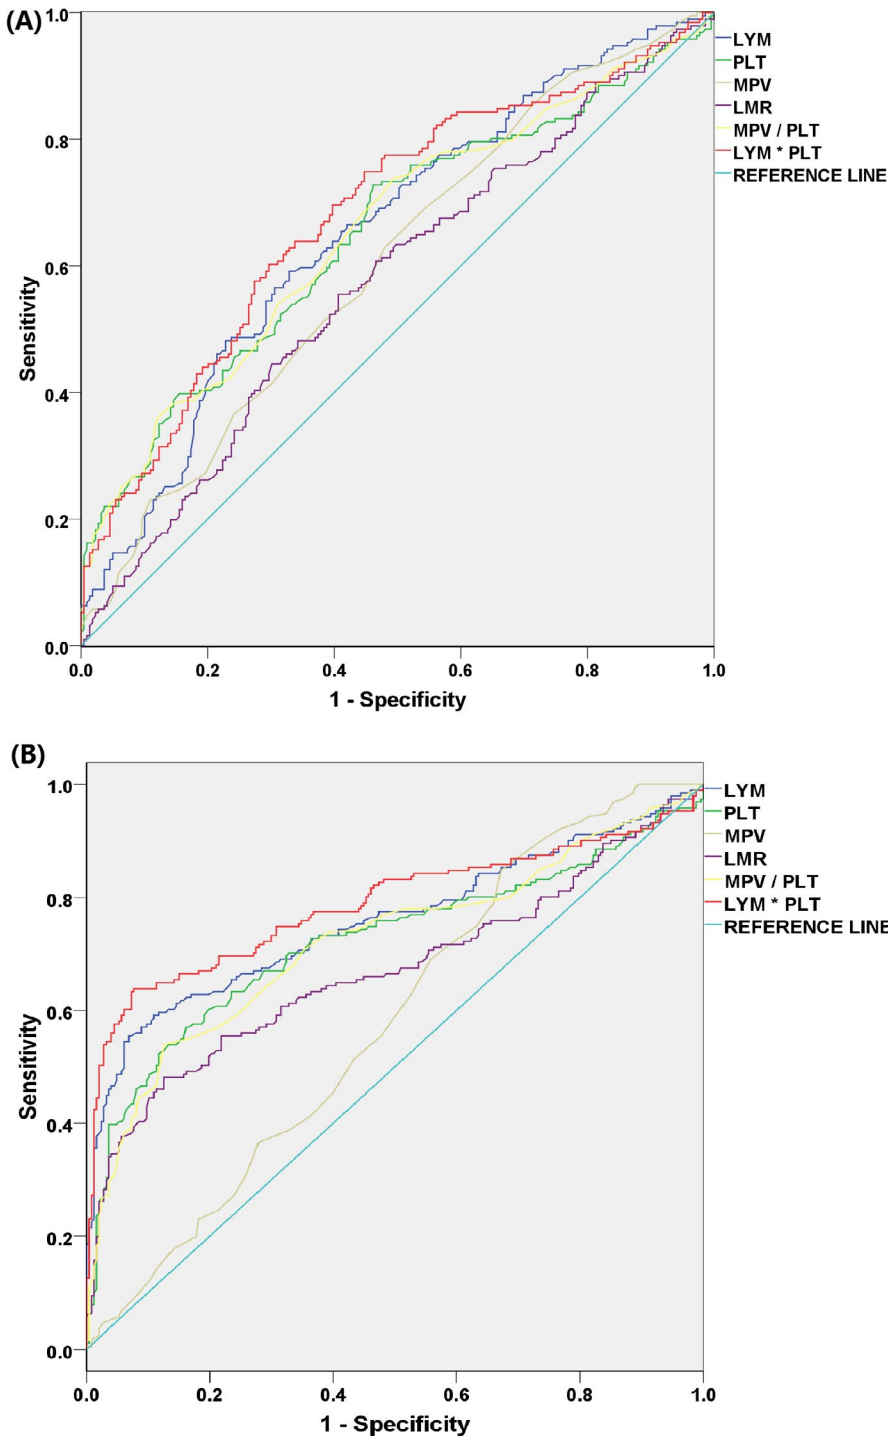 (A)
1.0
0.8
0.6
0.4
0.2
0.0
Sensitivity
0.0 0.2 0.4 0.6 0.8 1.0
1 - Specificity
LYM
PLT
MPV
LMR
MPV / PLT
LYM * PLT
REFERENCE LINE
(B)
1.0
0.8
0.6
0.4
0.2
0.0
Sensitivity
0.0 0.2 0.4 0.6 0.8 1.0
1 - Specificity
LYM
PLT
MPV
LMR
MPV / PLT
LYM * PLT
REFERENCE LINE